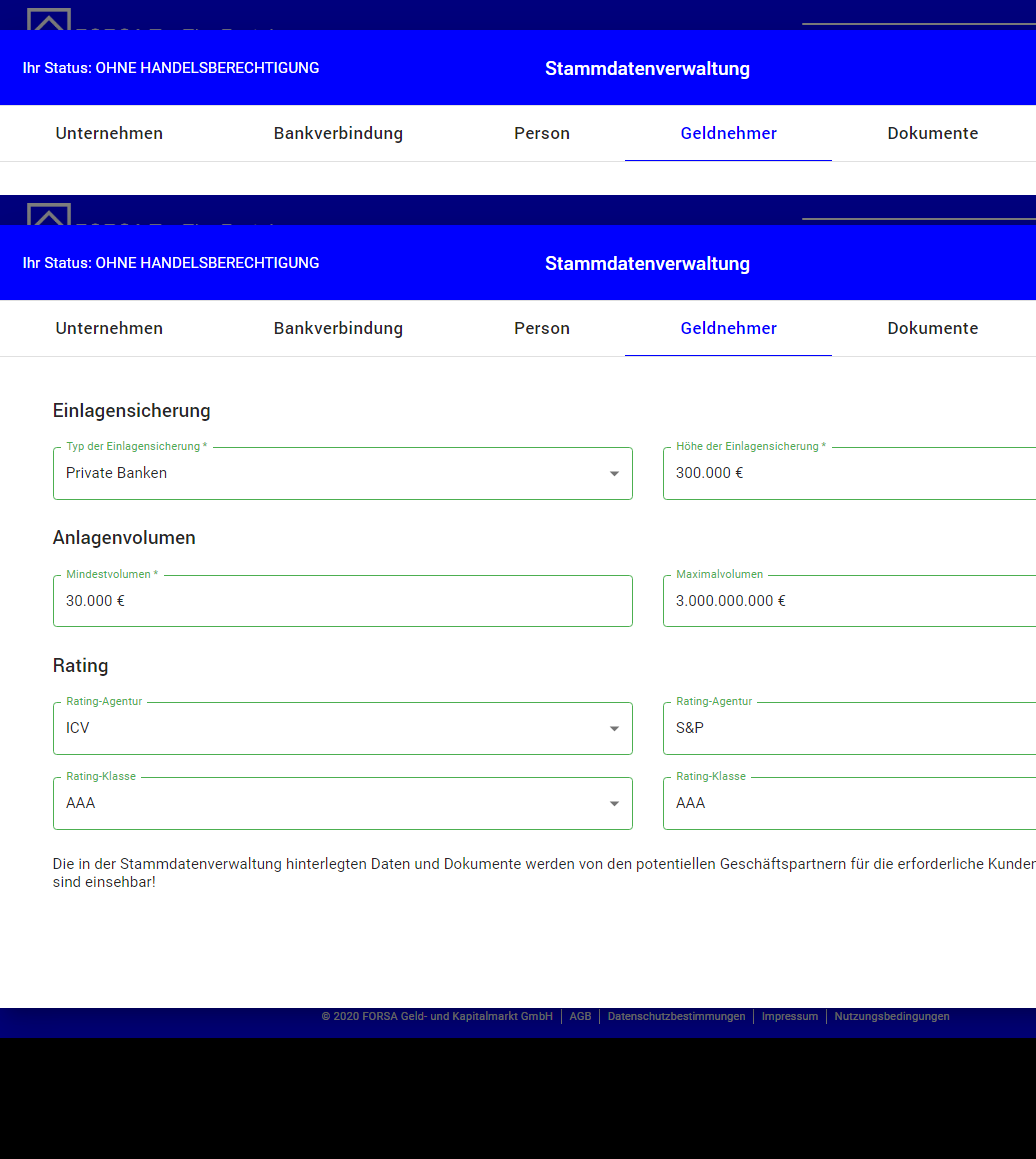 Ihr Status: OHNE HANDELSBERECHTIGUNG
Stammdatenverwaltung
Unternehmen
Bankverbindung
Person
Geldnehmer
Dokumente
Ihr Status: OHNE HANDELSBERECHTIGUNG
Stammdatenverwaltung
Unternehmen
Bankverbindung
Person
Geldnehmer
Dokumente
Einlagensicherung
Typ der Einlagensicherung *
Höhe der Einlagensicherung *
Private Banken
300.000 €
Anlagenvolumen
Mindestvolumen *
Maximalvolumen
30.000 €
3.000.000.000 €
Rating
Rating-Agentur
Rating-Agentur
ICV
S&P
Rating-Klasse
Rating-Klasse
AAA
AAA
Die in der Stammdatenverwaltung hinterlegten Daten und Dokumente werden von den potentiellen Geschäftspartnern für die erforderliche Kunden
sind einsehbar!
© 2020 FORSA Geld- und Kapitalmarkt GmbH | AGB | Datenschutzbestimmungen | Impressum | Nutzungsbedingungen